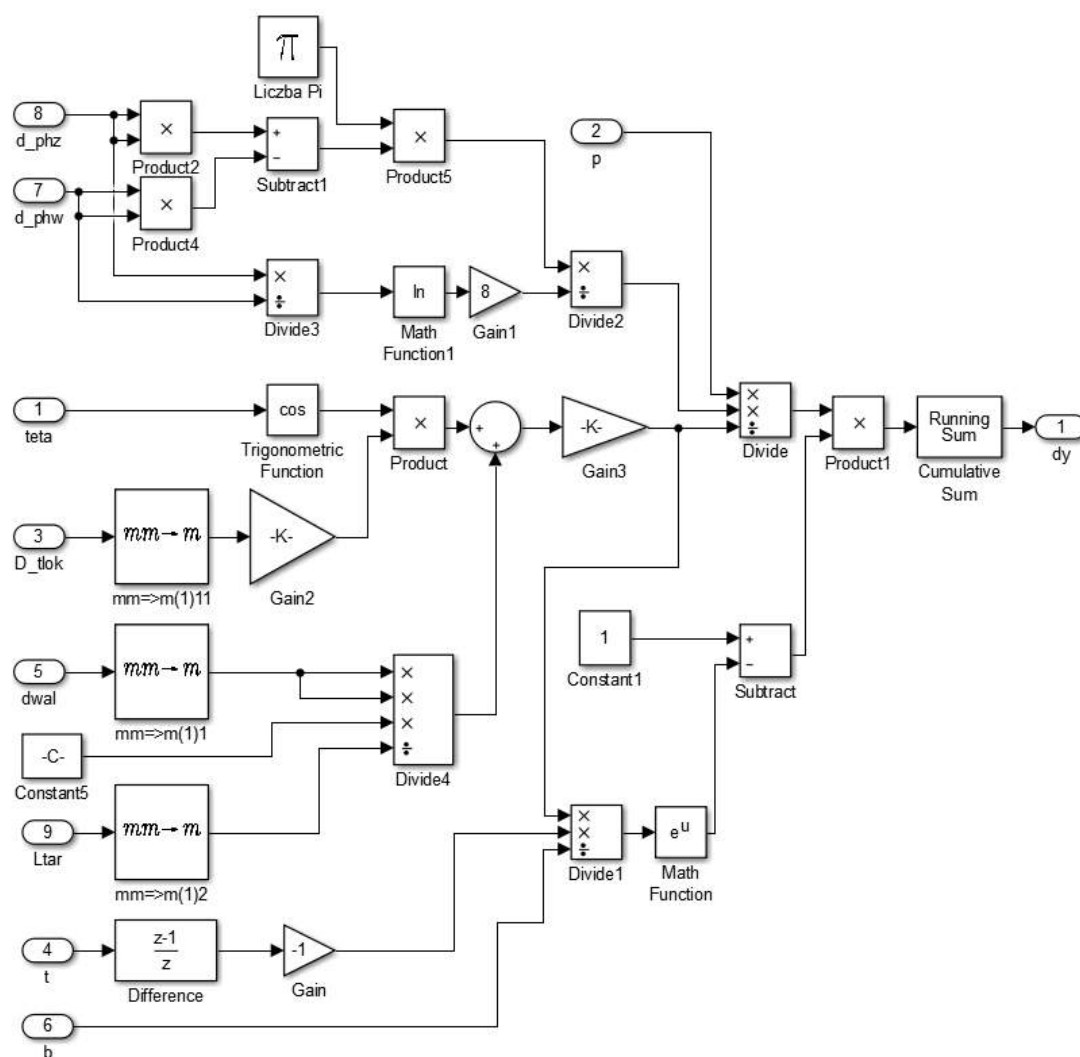 π
Liczba Pi
8
d_phz
×
Product2
+
−
Subtract1
×
Product5
2
p
7
d_phw
×
Product4
×
÷
Divide3
ln
Math
Function1
8
Gain1
×
÷
Divide2
1
teta
cos
Trigonometric
Function
×
Product
+
+
-K-
Gain3
×
×
÷
Divide
×
Product1
Running
Sum
Cumulative
Sum
1
dy
3
D_tlok
mm→m
mm=>m(1)11
-K-
Gain2
5
dwal
mm→m
mm=>m(1)1
1
Constant1
+
−
Subtract
-C-
Constant5
×
×
×
÷
Divide4
9
Ltar
mm→m
mm=>m(1)2
×
×
÷
Divide1
e^u
Math
Function
4
t
z-1
z
Difference
-1
Gain
6
b